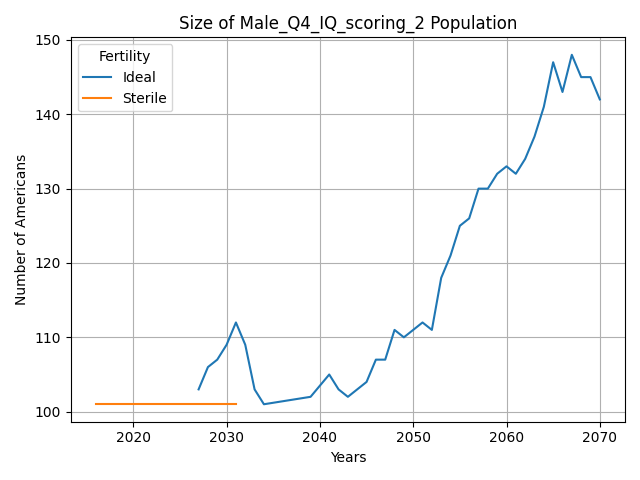 Size of Male_Q4_IQ_scoring_2 Population
150
Fertility
Ideal
Sterile
140
130
120
110
100
Number of Americans
2020 2030 2040 2050 2060 2070
Years